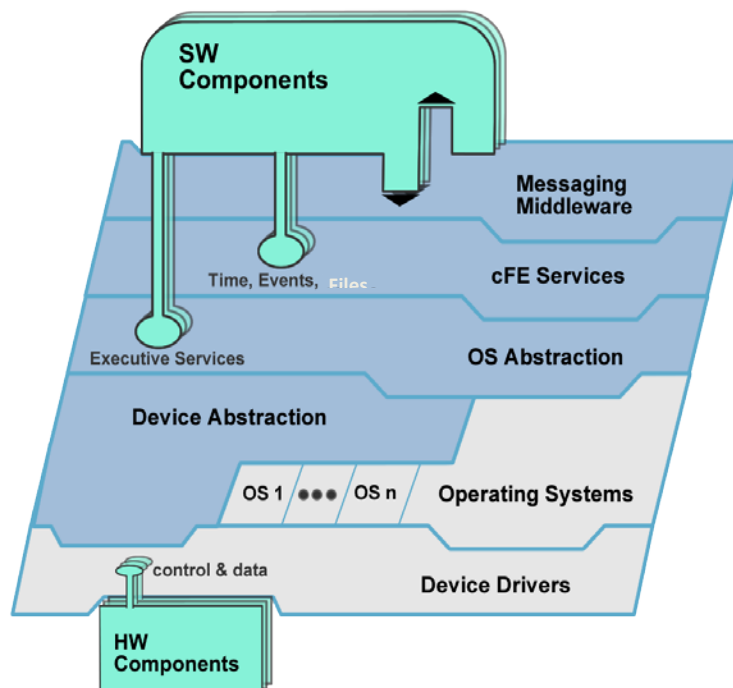 SW
Components
Messaging
Middleware
Time, Events, Files
cFE Services
Executive Services
OS Abstraction
Device Abstraction
OS 1
OS n
Operating Systems
control & data
Device Drivers
HW
Components